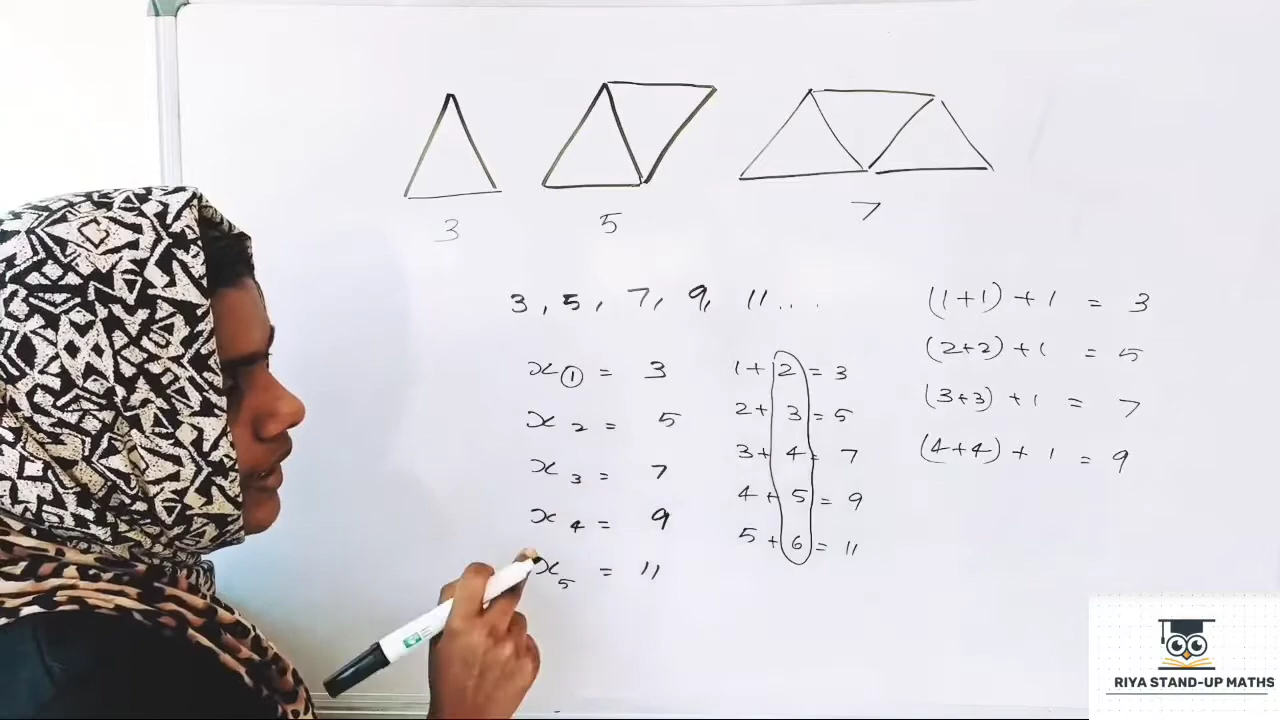 3 5 7
3, 5, 7, 9, 11 ....
x₁ = 3
x₂ = 5
x₃ = 7
x₄ = 9
x₅ = 11
1 + 2 = 3
2 + 3 = 5
3 + 4 = 7
4 + 5 = 9
5 + 6 = 11
(1+1) + 1 = 3
(2+2) + 1 = 5
(3+3) + 1 = 7
(4+4) + 1 = 9
RIYA STAND-UP MATHS